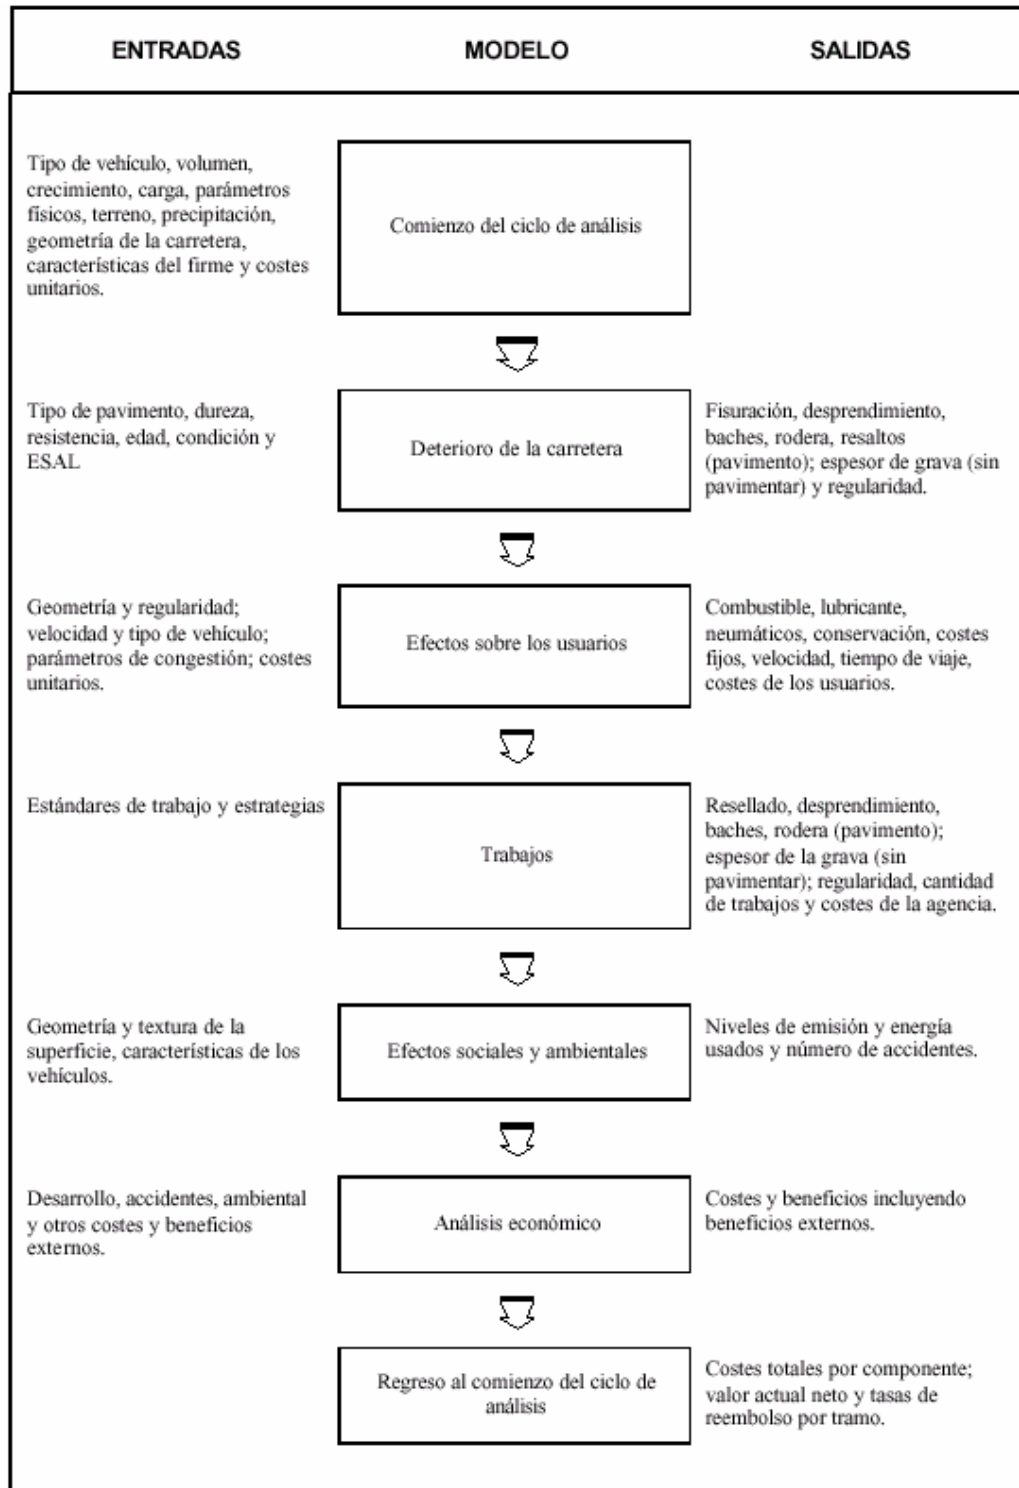 ENTRADAS
MODELO
SALIDAS
Tipo de vehículo, volumen,
crecimiento, carga, parámetros
físicos, terreno, precipitación,
geometría de la carretera,
características del firme y costes
unitarios.
Comienzo del ciclo de análisis
Tipo de pavimento, dureza,
resistencia, edad, condición y
ESAL
Deterioro de la carretera
Fisuración, desprendimiento,
baches, rodera, resaltos
(pavimento); espesor de grava (sin
pavimentar) y regularidad.
Geometría y regularidad;
velocidad y tipo de vehículo;
parámetros de congestión; costes
unitarios.
Efectos sobre los usuarios
Combustible, lubricante,
neumáticos, conservación, costes
fijos, velocidad, tiempo de viaje,
costes de los usuarios.
Estándares de trabajo y estrategias
Trabajos
Resellado, desprendimiento,
baches, rodera (pavimento);
espesor de la grava (sin
pavimentar); regularidad, cantidad
de trabajos y costes de la agencia.
Geometría y textura de la
superficie, características de los
vehículos.
Efectos sociales y ambientales
Niveles de emisión y energía
usados y número de accidentes.
Desarrollo, accidentes, ambiental
y otros costes y beneficios
externos.
Análisis económico
Costes y beneficios incluyendo
beneficios externos.
Regreso al comienzo del ciclo de
análisis
Costes totales por componente;
valor actual neto y tasas de
reembolso por tramo.